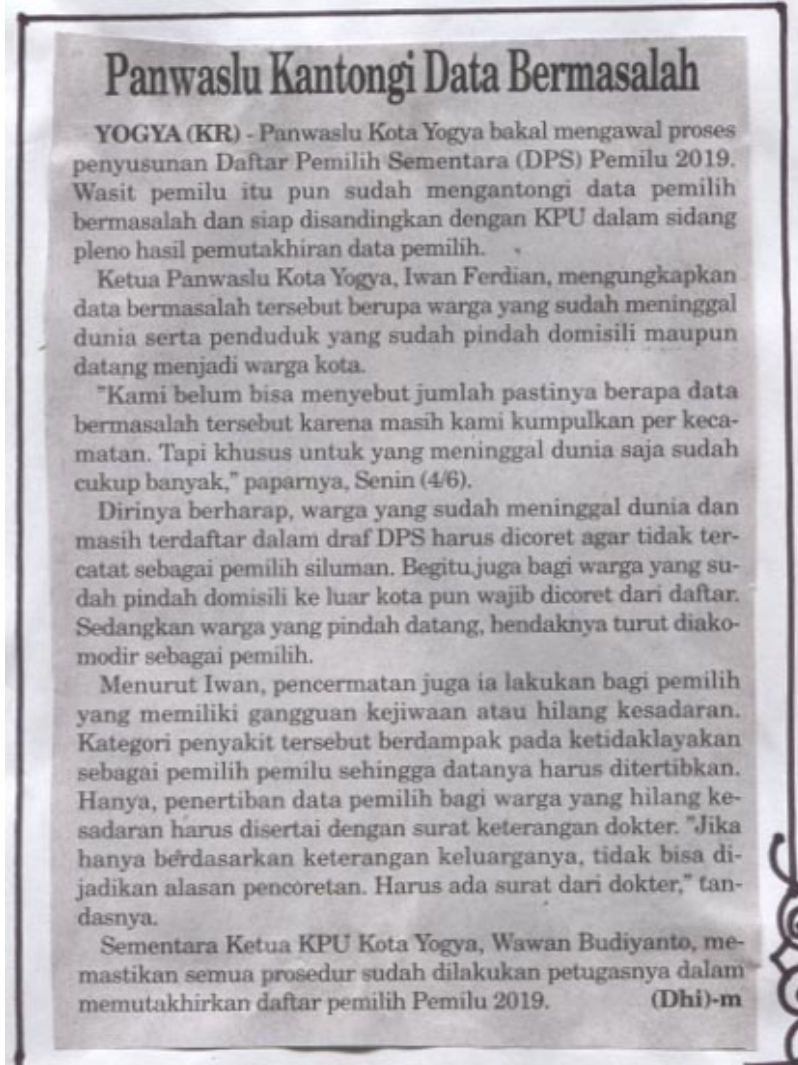 Panwaslu Kantongi Data Bermasalah
YOGYA (KR) - Panwaslu Kota Yogya bakal mengawal proses
penyusunan Daftar Pemilih Sementara (DPS) Pemilu 2019.
Wasit pemilu itu pun sudah mengantongi data pemilih
bermasalah dan siap disandingkan dengan KPU dalam sidang
pleno hasil pemutakhiran data pemilih.
Ketua Panwaslu Kota Yogya, Iwan Ferdian, mengungkapkan
data bermasalah tersebut berupa warga yang sudah meninggal
dunia serta penduduk yang sudah pindah domisili maupun
datang menjadi warga kota.
"Kami belum bisa menyebut jumlah pastinya berapa data
bermasalah tersebut karena masih kami kumpulkan per keca-
matan. Tapi khusus untuk yang meninggal dunia saja sudah
cukup banyak," paparnya, Senin (4/6).
Dirinya berharap, warga yang sudah meninggal dunia dan
masih terdaftar dalam draf DPS harus dicoret agar tidak ter-
catat sebagai pemilih siluman. Begitu juga bagi warga yang su-
dah pindah domisili ke luar kota pun wajib dicoret dari daftar.
Sedangkan warga yang pindah datang, hendaknya turut diako-
modir sebagai pemilih.
Menurut Iwan, pencermatan juga ia lakukan bagi pemilih
yang memiliki gangguan kejiwaan atau hilang kesadaran.
Kategori penyakit tersebut berdampak pada ketidaklayakan
sebagai pemilih pemilu sehingga datanya harus ditertibkan.
Hanya, penertiban data pemilih bagi warga yang hilang ke-
sadaran harus disertai dengan surat keterangan dokter. "Jika
hanya berdasarkan keterangan keluarganya, tidak bisa di-
jadikan alasan pencoretan. Harus ada surat dari dokter," tan-
dasnya.
Sementara Ketua KPU Kota Yogya, Wawan Budiyanto, me-
mastikan semua prosedur sudah dilakukan petugasnya dalam
memutakhirkan daftar pemilih Pemilu 2019. (Dhi)-m